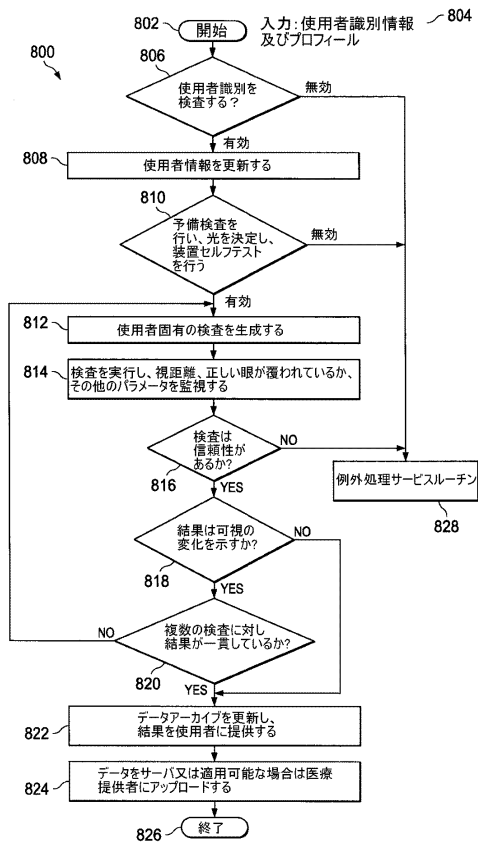 802
開始
入力:使用者識別情報
及びプロフィール
804
800
806
使用者識別を
検査する?
無効
有効
808
使用者情報を更新する
810
予備検査を
行い、光を決定し、
装置セルフテスト
を行う
無効
有効
812
使用者固有の検査を生成する
814
検査を実行し、視距離、正しい眼が覆われているか、
その他のパラメータを監視する
検査は
信頼性が
あるか?
NO
816
YES
例外処理サービスルーチン
828
結果は可視の
変化を示すか?
NO
818
YES
複数の検査に対し
結果が一貫しているか?
NO
820
YES
822
データアーカイブを更新し、
結果を使用者に提供する
824
データをサーバ又は適用可能な場合は医療
提供者にアップロードする
826
終了